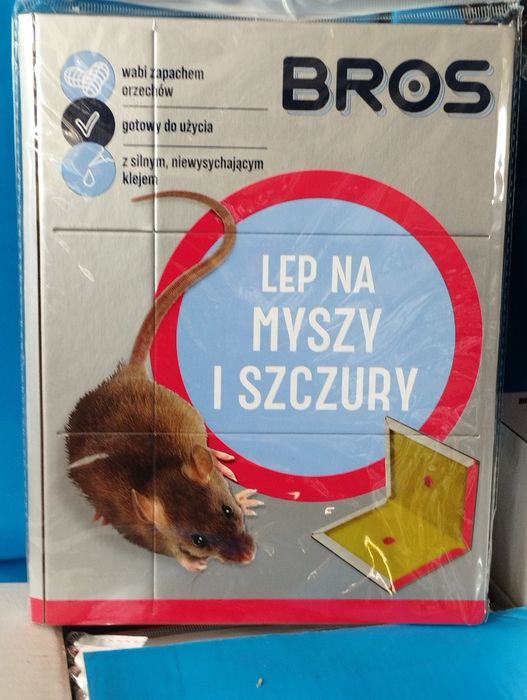 BROS
wabi zapachem
orzechów
gotowy do użycia
z silnym, niewysychającym
klejem
LEP NA
MYSZY
I SZCZURY